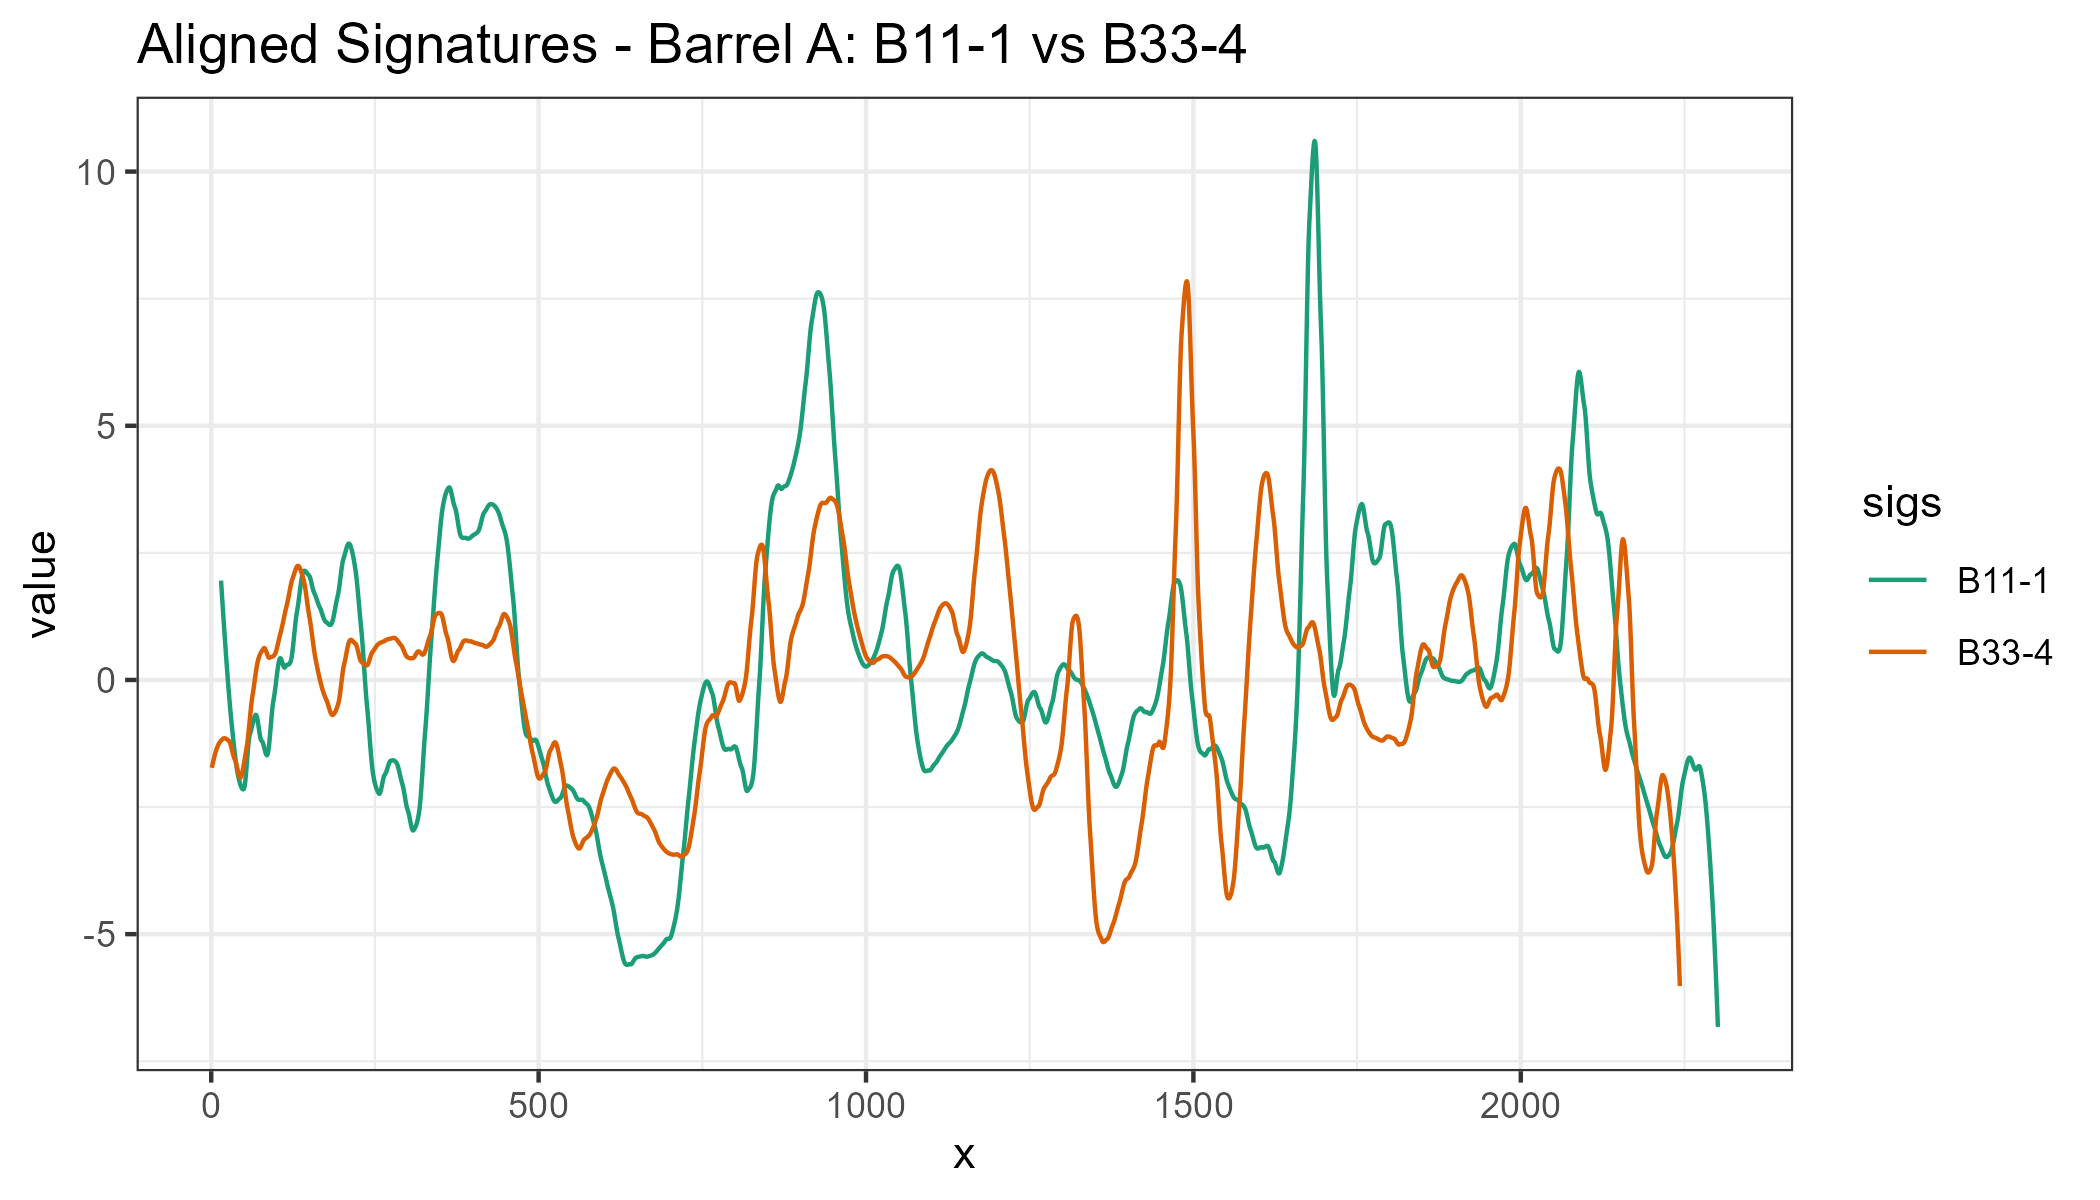 Aligned Signatures - Barrel A: B11-1 vs B33-4
value
10
5
0
-5
0 500 1000 1500 2000
x
sigs
B11-1
B33-4